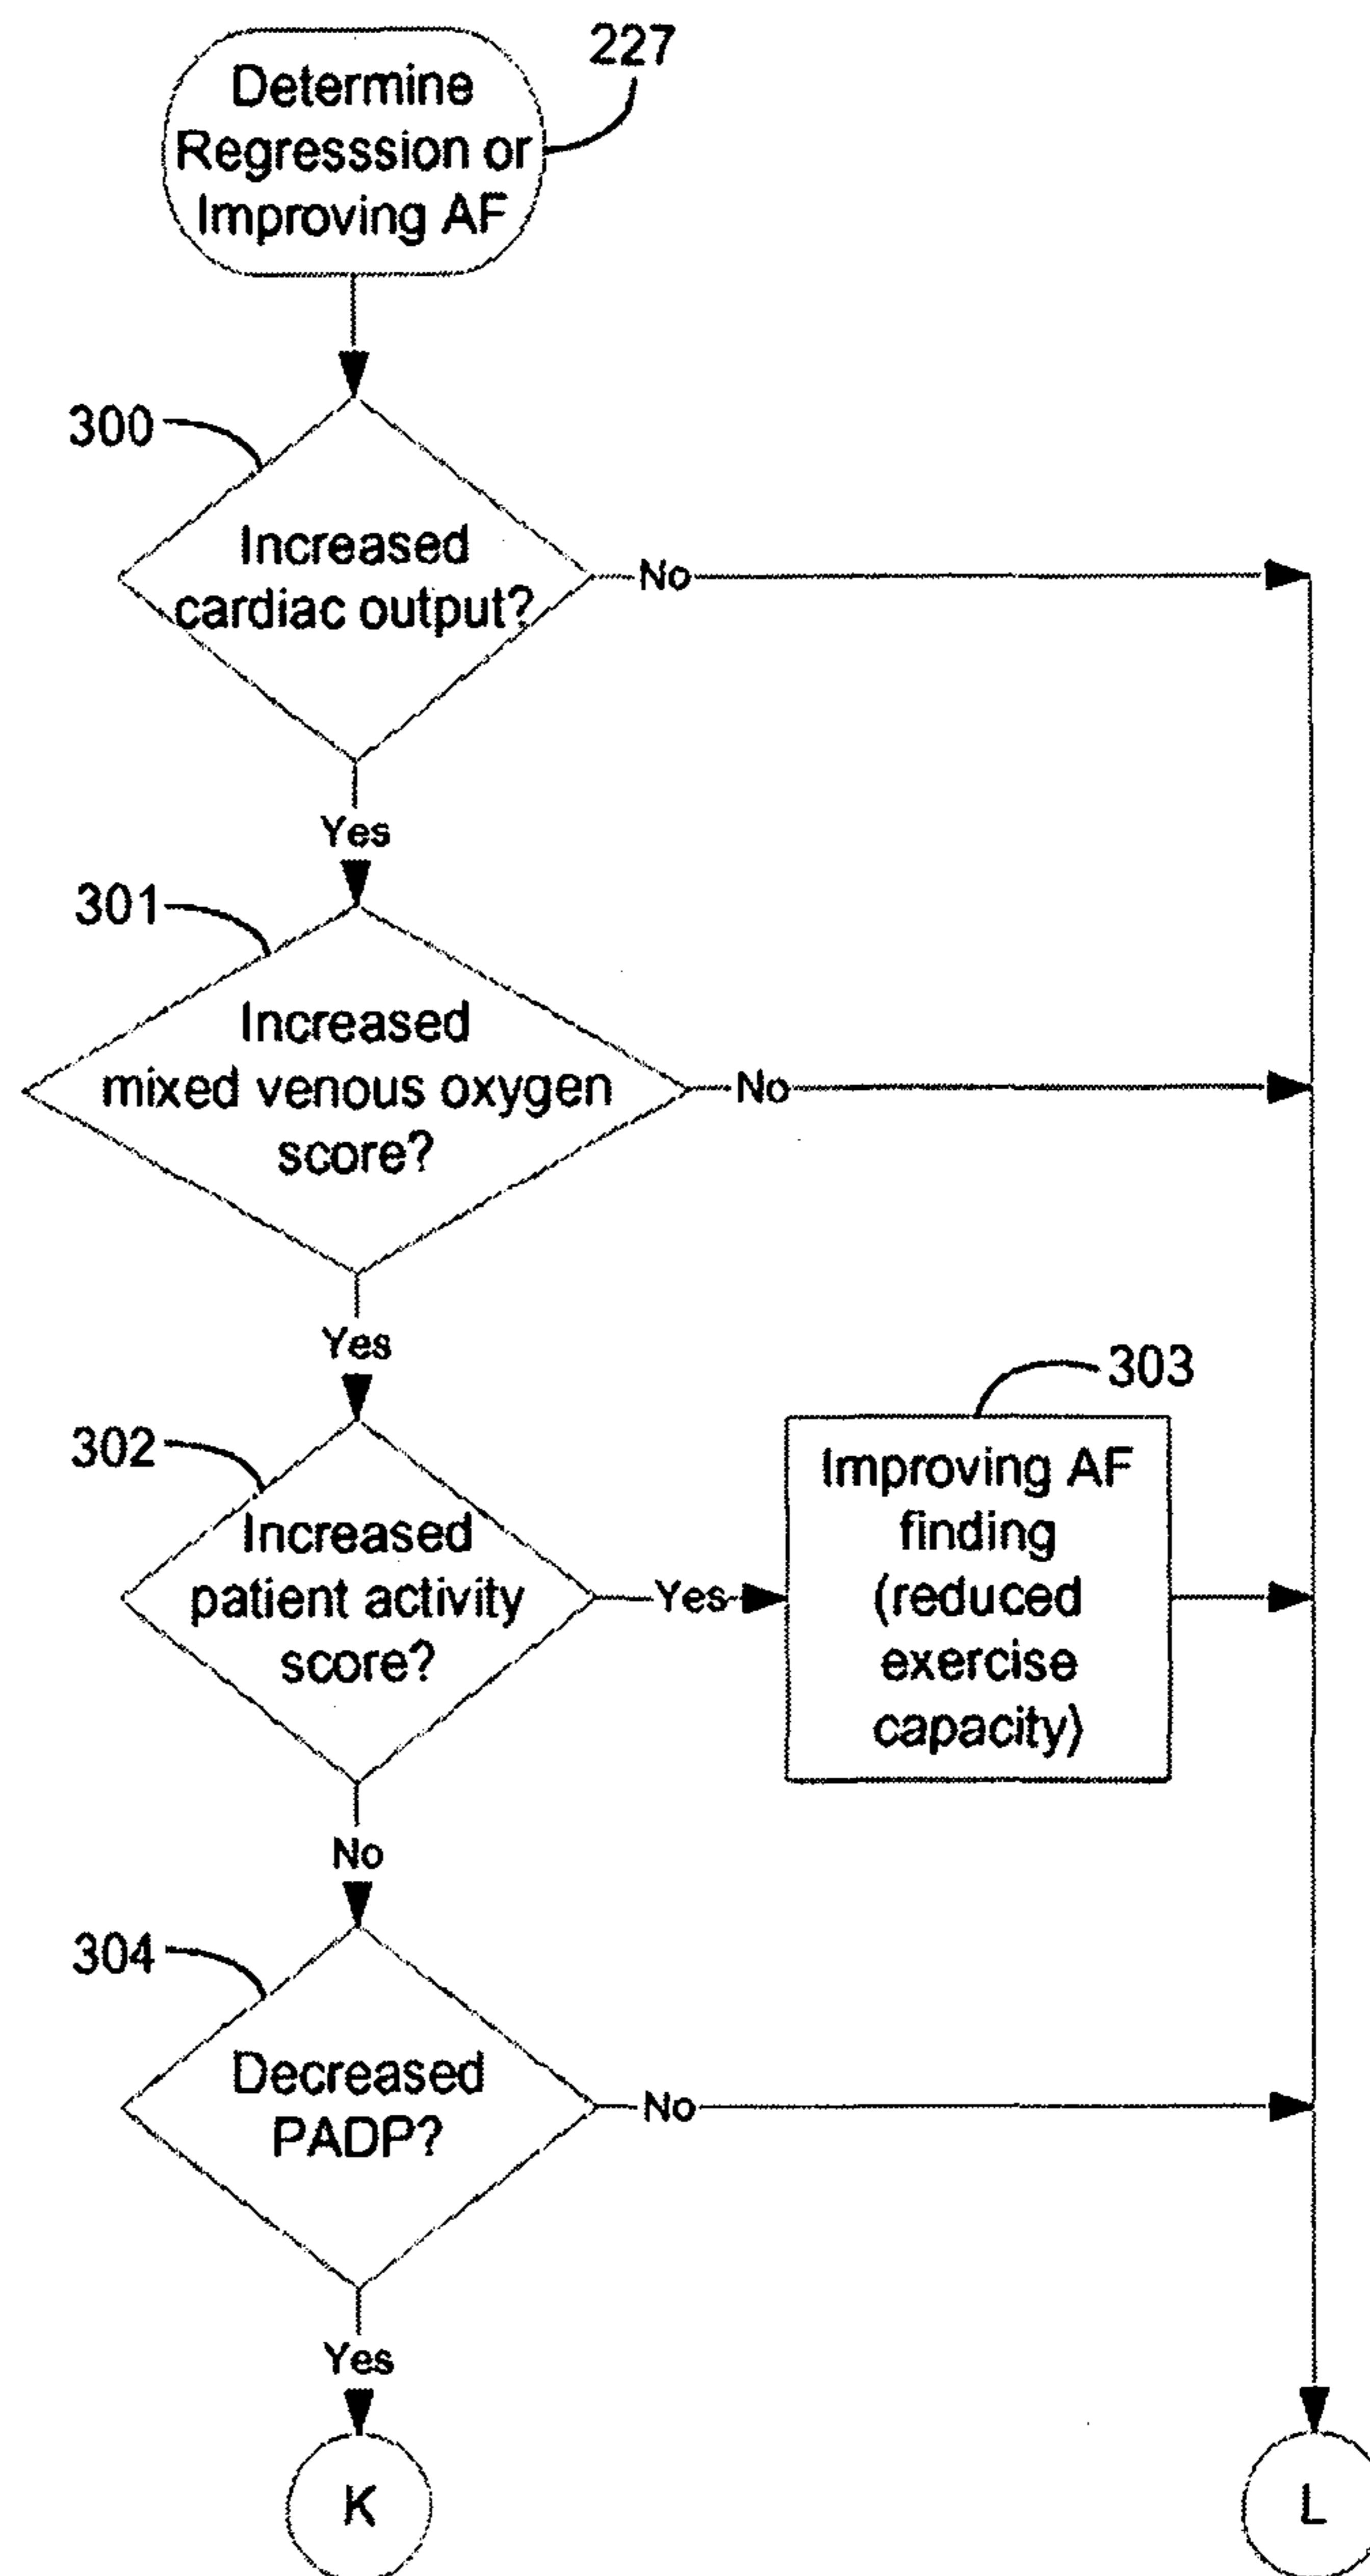 227
Determine
Regresssion or
Improving AF
300
Increased
cardiac output?
No
Yes
301
Increased
mixed venous oxygen
score?
No
Yes
302
Increased
patient activity
score?
Yes
303
Improving AF
finding
(reduced
exercise
capacity)
No
304
Decreased
PADP?
No
Yes
K
L